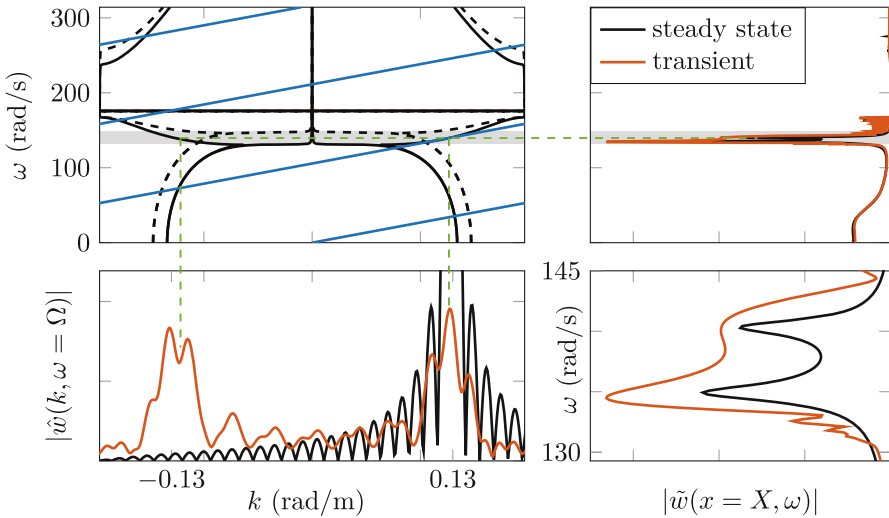 300
200
100
0
ω (rad/s)
steady state
transient
|ŵ(k, ω = Ω)|
−0.13
0.13
k (rad/m)
145
130
ω (rad/s)
|w̃(x = X, ω)|